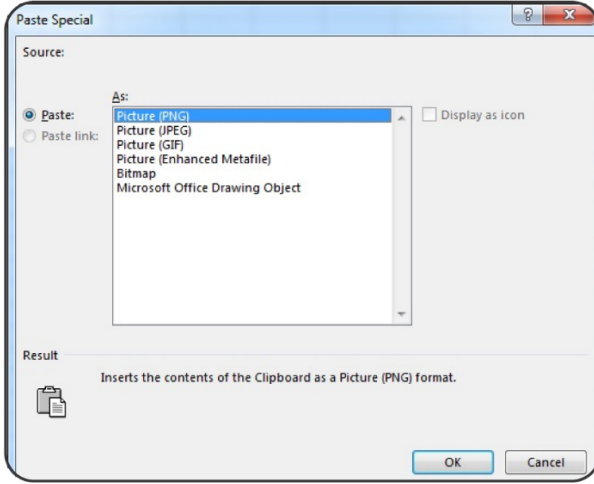 Paste Special
Source:
As:
Paste:
Paste link:
Picture (PNG)
Picture (JPEG)
Picture (GIF)
Picture (Enhanced Metafile)
Bitmap
Microsoft Office Drawing Object
Display as icon
Result
Inserts the contents of the Clipboard as a Picture (PNG) format.
OK
Cancel